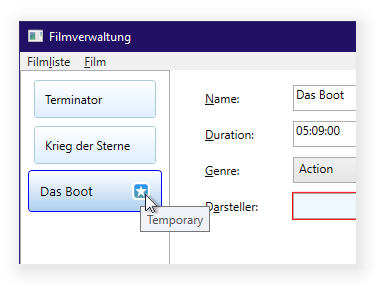 Filmverwaltung
Filmliste Film
Terminator
Krieg der Sterne
Das Boot
Temporary
Name: Das Boot
Duration: 05:09:00
Genre: Action
Darsteller: